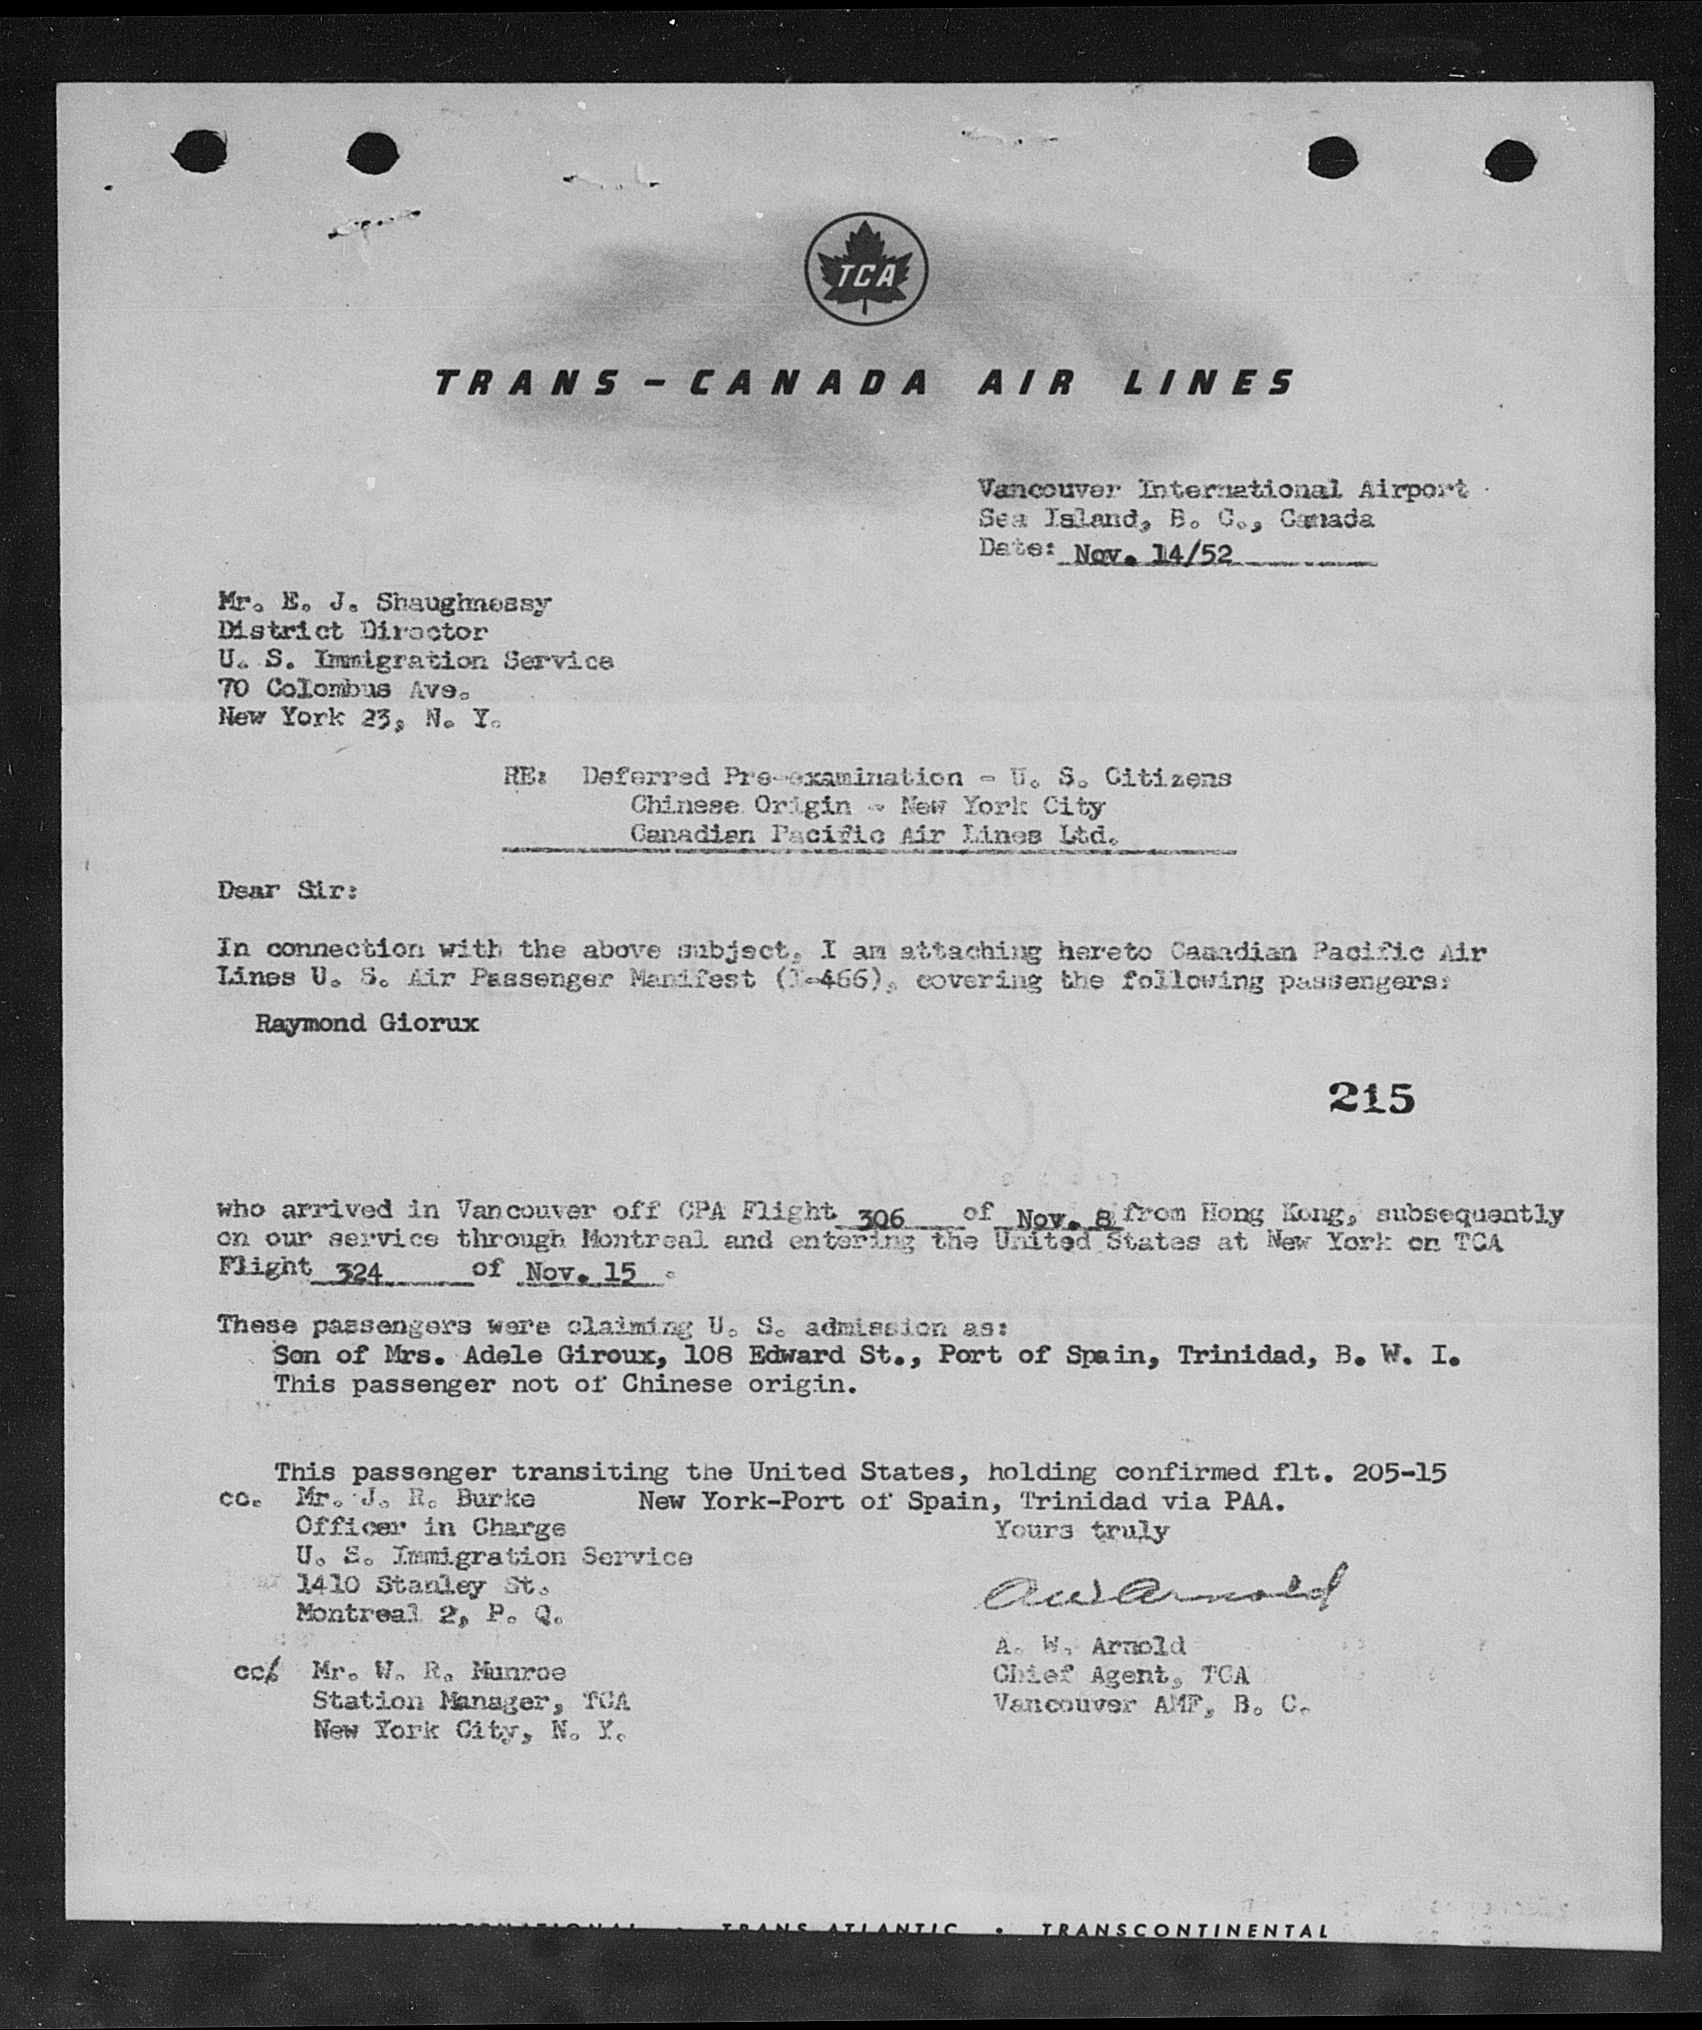 TCA
TRANS-CANADA AIR LINES
Vancouver International Airport
Sea Island, B. C., Canada
Date: Nov. 14/52
Mr. E. J. Shaughnessy
District Director
U. S. Immigration Service
70 Colombus Ave.
New York 23, N. Y.
RE: Deferred Pre-examination - U. S. Citizens
Chinese Origin - New York City
Canadian Pacific Air Lines Ltd.
Dear Sir:
In connection with the above subject, I am attaching hereto Canadian Pacific Air
Lines U. S. Air Passenger Manifest (I-466), covering the following passengers:
Raymond Giorux
215
who arrived in Vancouver off CPA Flight 306 of Nov. 8 from Hong Kong, subsequently
on our service through Montreal and entering the United States at New York on TCA
Flight 324 of Nov. 15.
These passengers were claiming U. S. admission as:
Son of Mrs. Adele Giroux, 108 Edward St., Port of Spain, Trinidad, B. W. I.
This passenger not of Chinese origin.
This passenger transiting the United States, holding confirmed flt. 205-15
cc. Mr. J. R. Burke New York-Port of Spain, Trinidad via PAA.
Officer in Charge Yours truly
U. S. Immigration Service
1410 Stanley St. AW Arnold
Montreal 2, P. Q.
A. W. Arnold
cc/ Mr. W. R. Munroe Chief Agent, TCA
Station Manager, TCA Vancouver AMF, B. C.
New York City, N. Y.
INTERNATIONAL • TRANS-ATLANTIC • TRANSCONTINENTAL